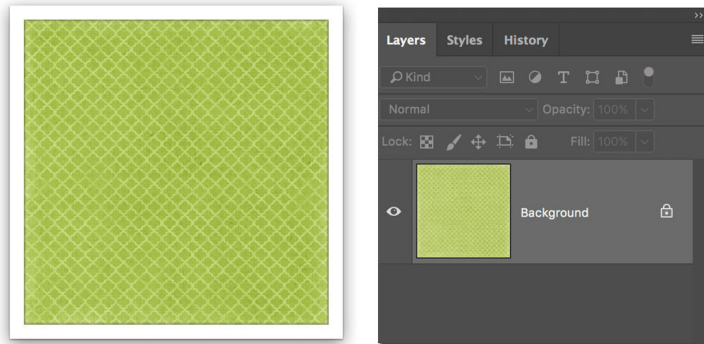 Layers Styles History
Kind
Normal Opacity: 100%
Lock: Fill: 100%
Background